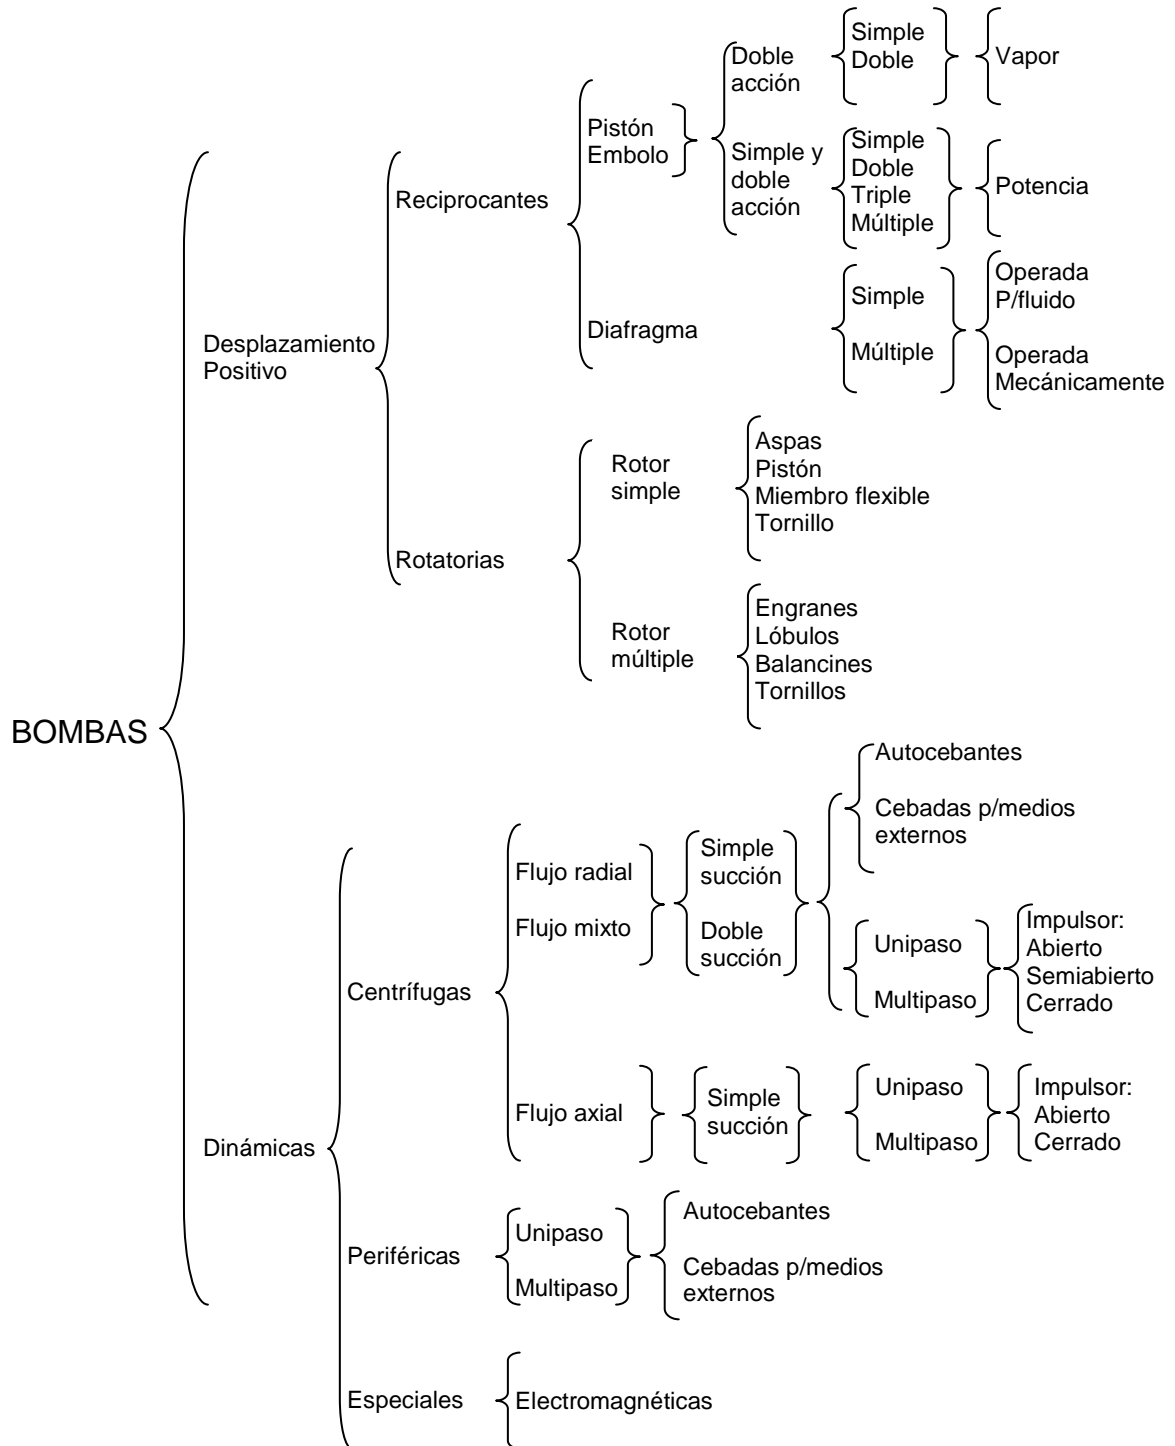 BOMBAS
Desplazamiento
Positivo
Reciprocantes
Pistón
Embolo
Doble
acción
Simple
Doble
Vapor
Simple y
doble
acción
Simple
Doble
Triple
Múltiple
Potencia
Diafragma
Simple
Múltiple
Operada
P/fluido
Operada
Mecánicamente
Rotatorias
Rotor
simple
Aspas
Pistón
Miembro flexible
Tornillo
Rotor
múltiple
Engranes
Lóbulos
Balancines
Tornillos
Dinámicas
Centrífugas
Flujo radial
Flujo mixto
Simple
succión
Doble
succión
Autocebantes
Cebadas p/medios
externos
Unipaso
Multipaso
Impulsor:
Abierto
Semiabierto
Cerrado
Flujo axial
Simple
succión
Unipaso
Multipaso
Impulsor:
Abierto
Cerrado
Periféricas
Unipaso
Multipaso
Autocebantes
Cebadas p/medios
externos
Especiales
Electromagnéticas